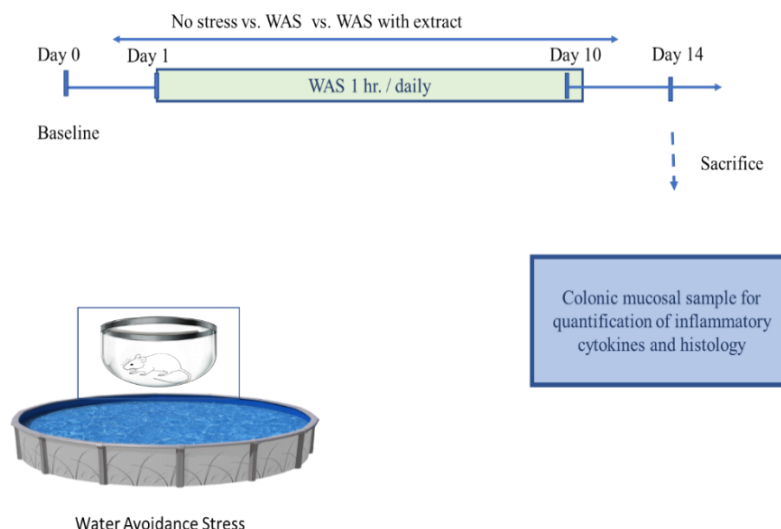 No stress vs. WAS vs. WAS with extract
Day 0
Day 1
Day 10
Day 14
WAS 1 hr. / daily
Baseline
Sacrifice
Colonic mucosal sample for
quantification of inflammatory
cytokines and histology
Water Avoidance Stress